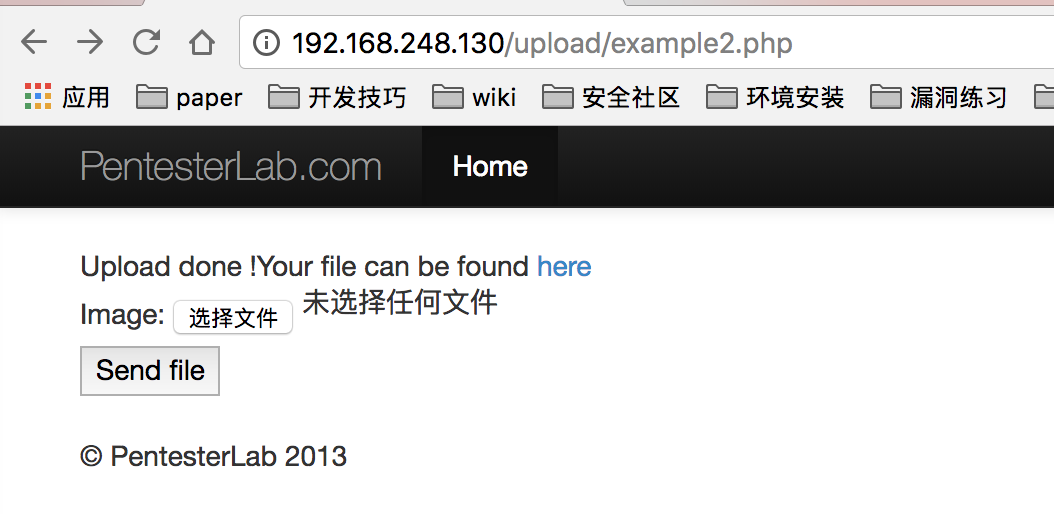 192.168.248.130/upload/example2.php
应用 paper 开发技巧 wiki 安全社区 环境安装 漏洞练习
PentesterLab.com Home
Upload done !Your file can be found here
Image: 选择文件 未选择任何文件
Send file
© PentesterLab 2013